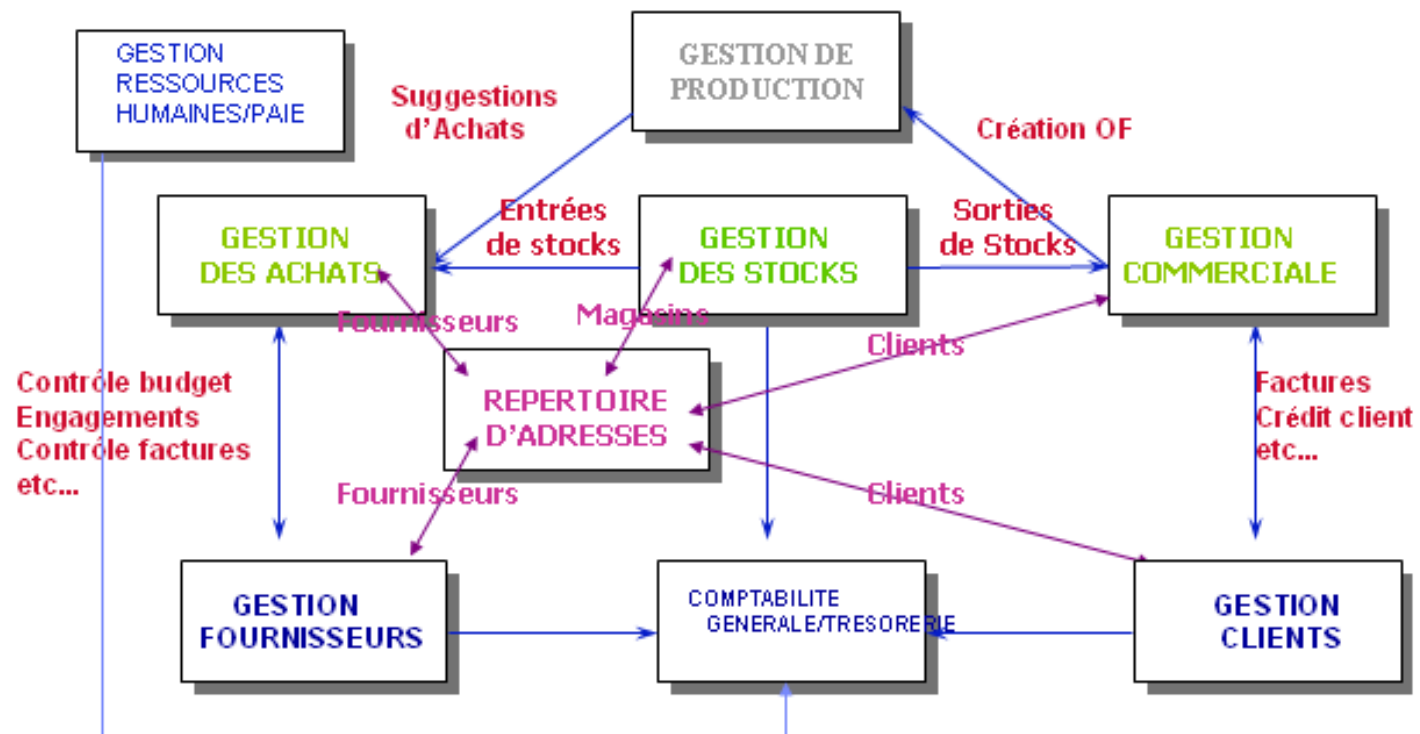 GESTION
RESSOURCES
HUMAINES/PAIE
GESTION DE
PRODUCTION
Suggestions
d’Achats
Création OF
GESTION
DES ACHATS
Entrées
de stocks
GESTION
DES STOCKS
Sorties
de Stocks
GESTION
COMMERCIALE
Fournisseurs
Magasins
Clients
Contrôle budget
Engagements
Contrôle factures
etc...
REPERTOIRE
D’ADRESSES
Factures
Crédit client
etc...
Fournisseurs
Clients
GESTION
FOURNISSEURS
COMPTABILITE
GENERALE/TRESORERIE
GESTION
CLIENTS